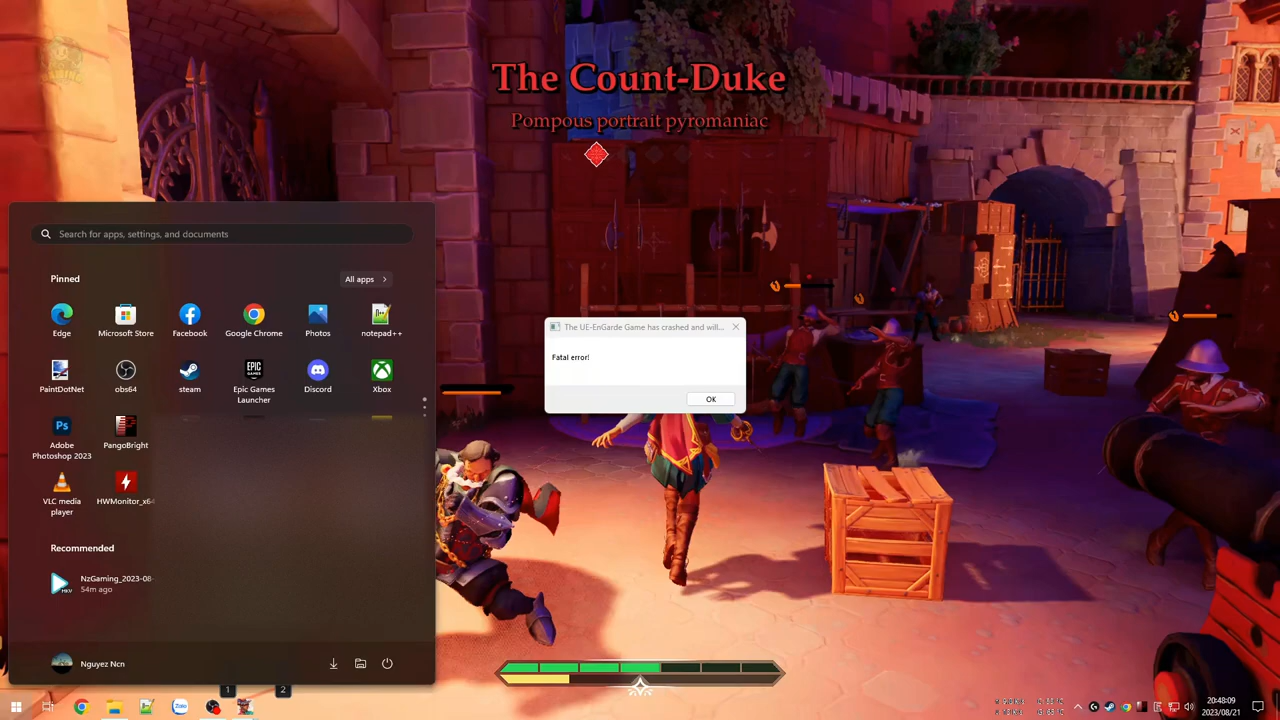 The Count-Duke
Pompous portrait pyromaniac
Search for apps, settings, and documents
Pinned
All apps
Edge
Microsoft Store
Facebook
Google Chrome
Photos
notepad++
PaintDotNet
obs64
steam
Epic Games
Launcher
Discord
Xbox
Adobe
Photoshop 2023
PangoBright
VLC media
player
HWMonitor_x64
Recommended
NzGaming_2023-08-
54m ago
Nguyez Ncn
The UE-EnGarde Game has crashed and will...
Fatal error!
OK
1
2
Zalo
20:48:09
2023/08/21